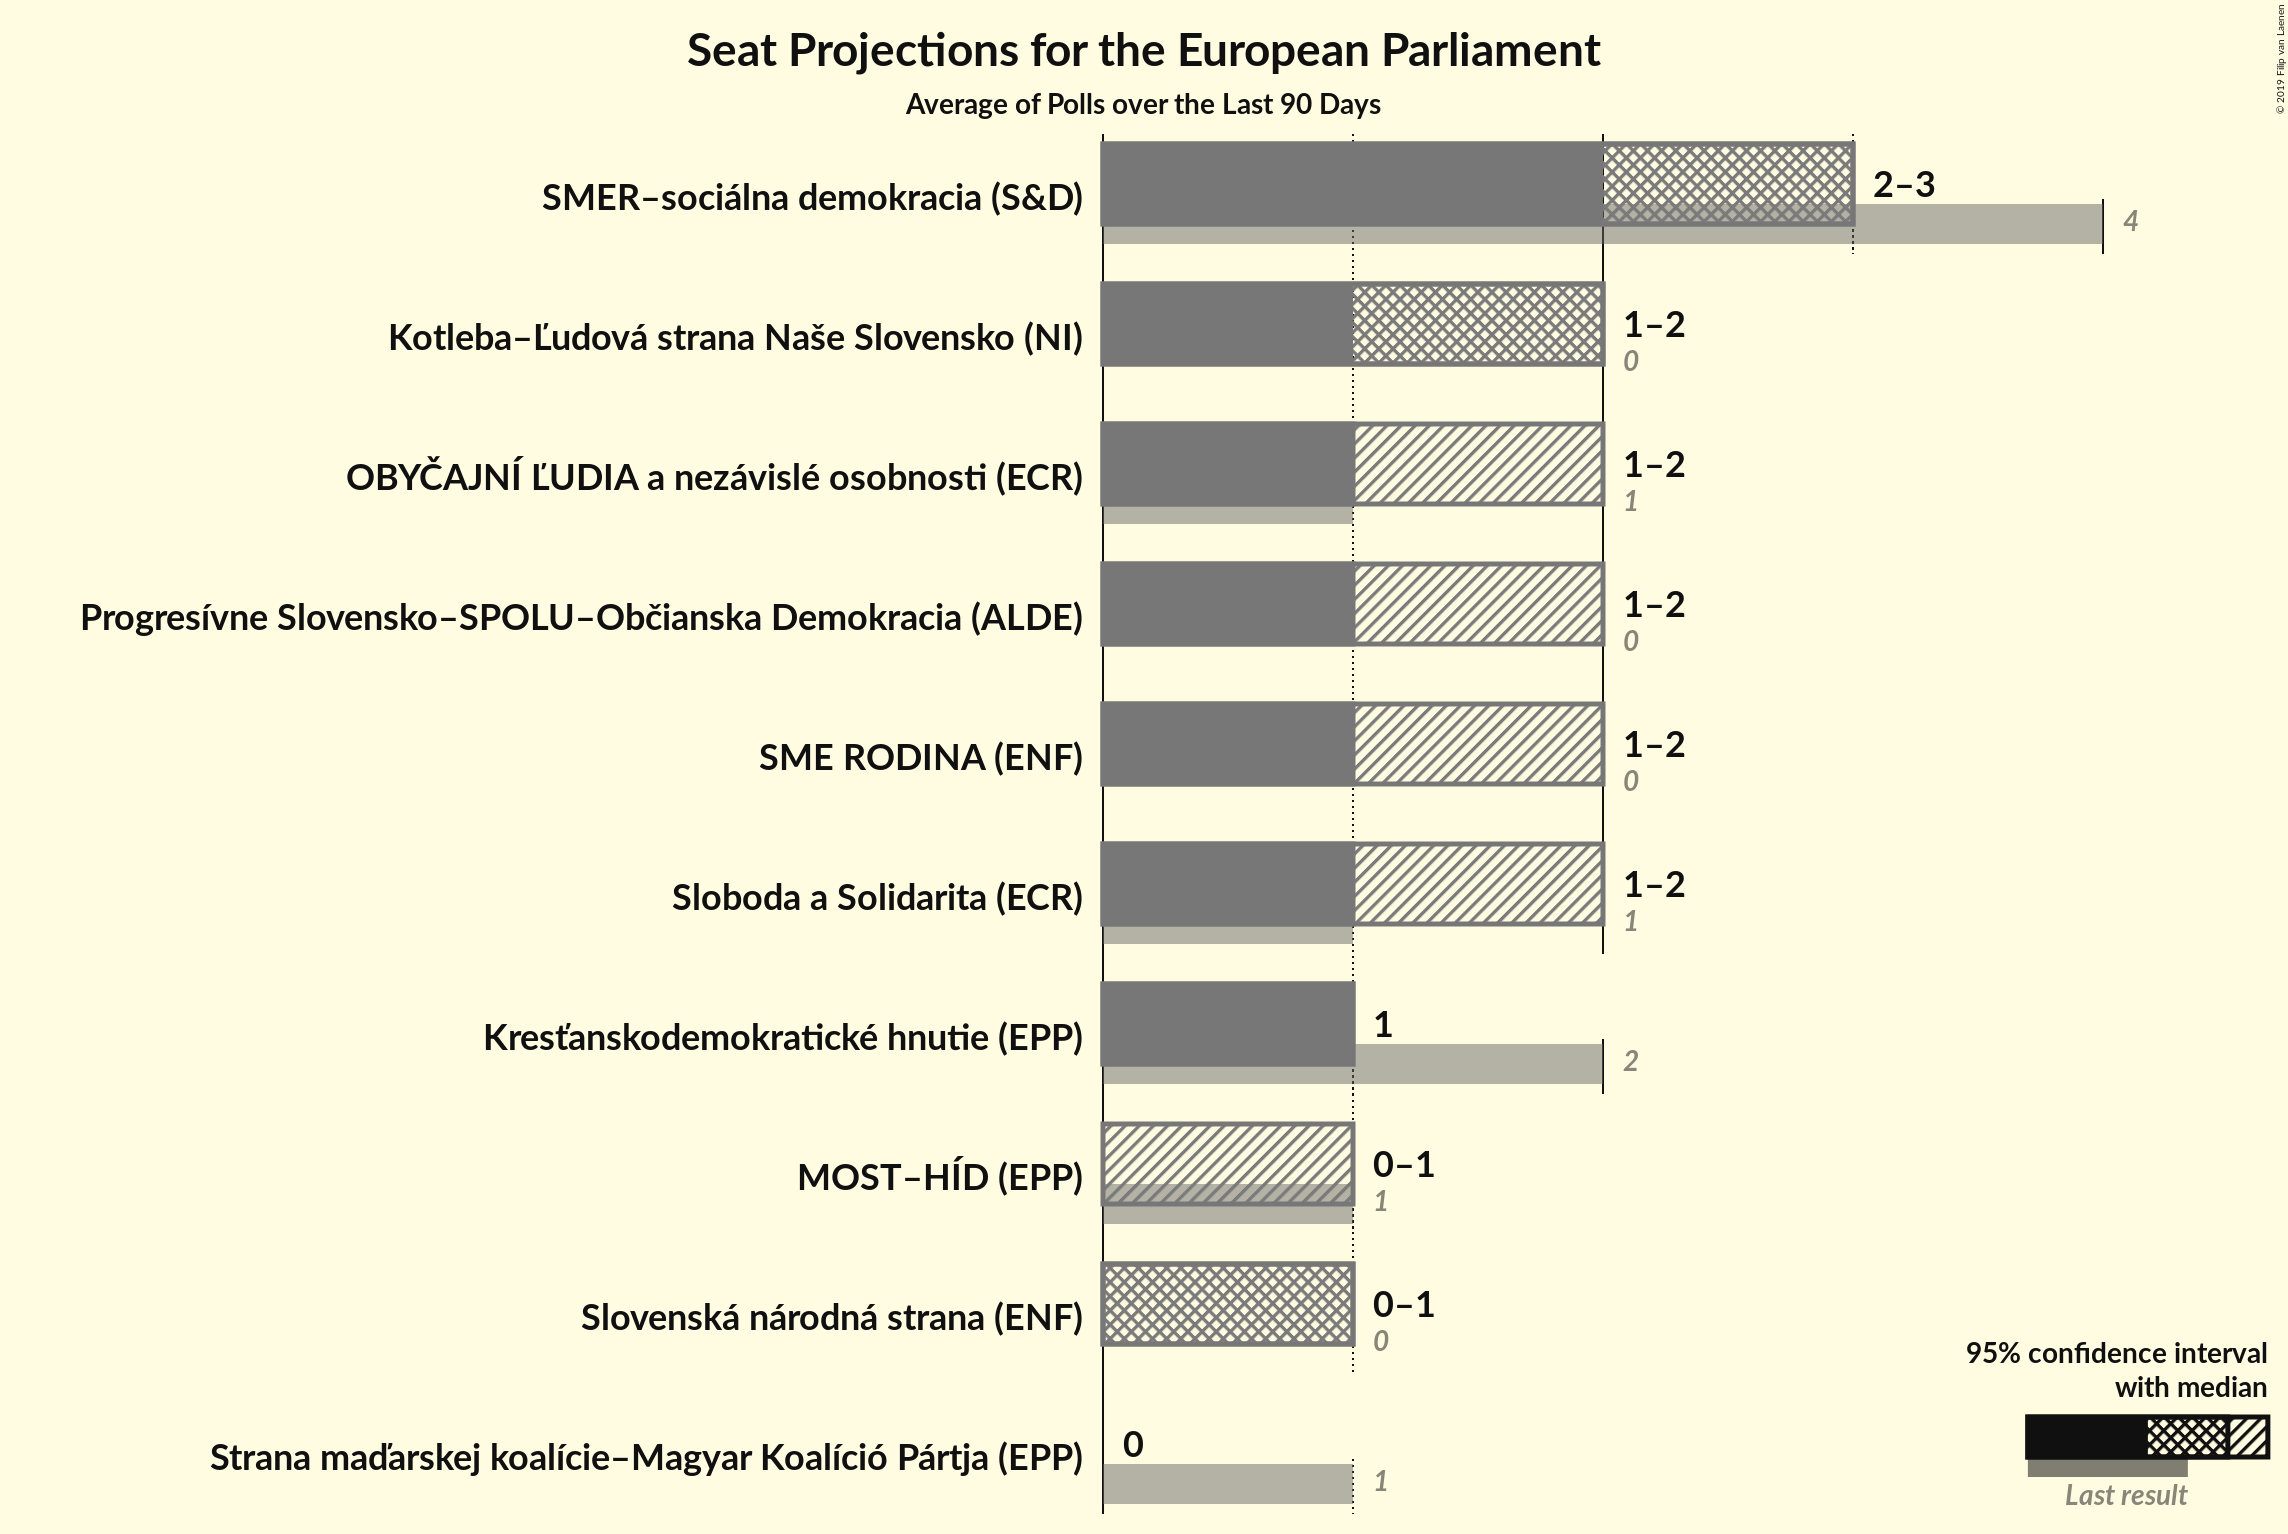 Seat Projections for the European Parliament
Average of Polls over the Last 90 Days
© 2019 Filip van Laenen
SMER–sociálna demokracia (S&D)
2–3
4
Kotleba–Ľudová strana Naše Slovensko (NI)
1–2
0
OBYČAJNÍ ĽUDIA a nezávislé osobnosti (ECR)
1–2
1
Progresívne Slovensko–SPOLU–Občianska Demokracia (ALDE)
1–2
0
SME RODINA (ENF)
1–2
0
Sloboda a Solidarita (ECR)
1–2
1
Kresťanskodemokratické hnutie (EPP)
1
2
MOST–HÍD (EPP)
0–1
1
Slovenská národná strana (ENF)
0–1
0
Strana maďarskej koalície–Magyar Koalíció Pártja (EPP)
0
1
95% confidence interval
with median
Last result